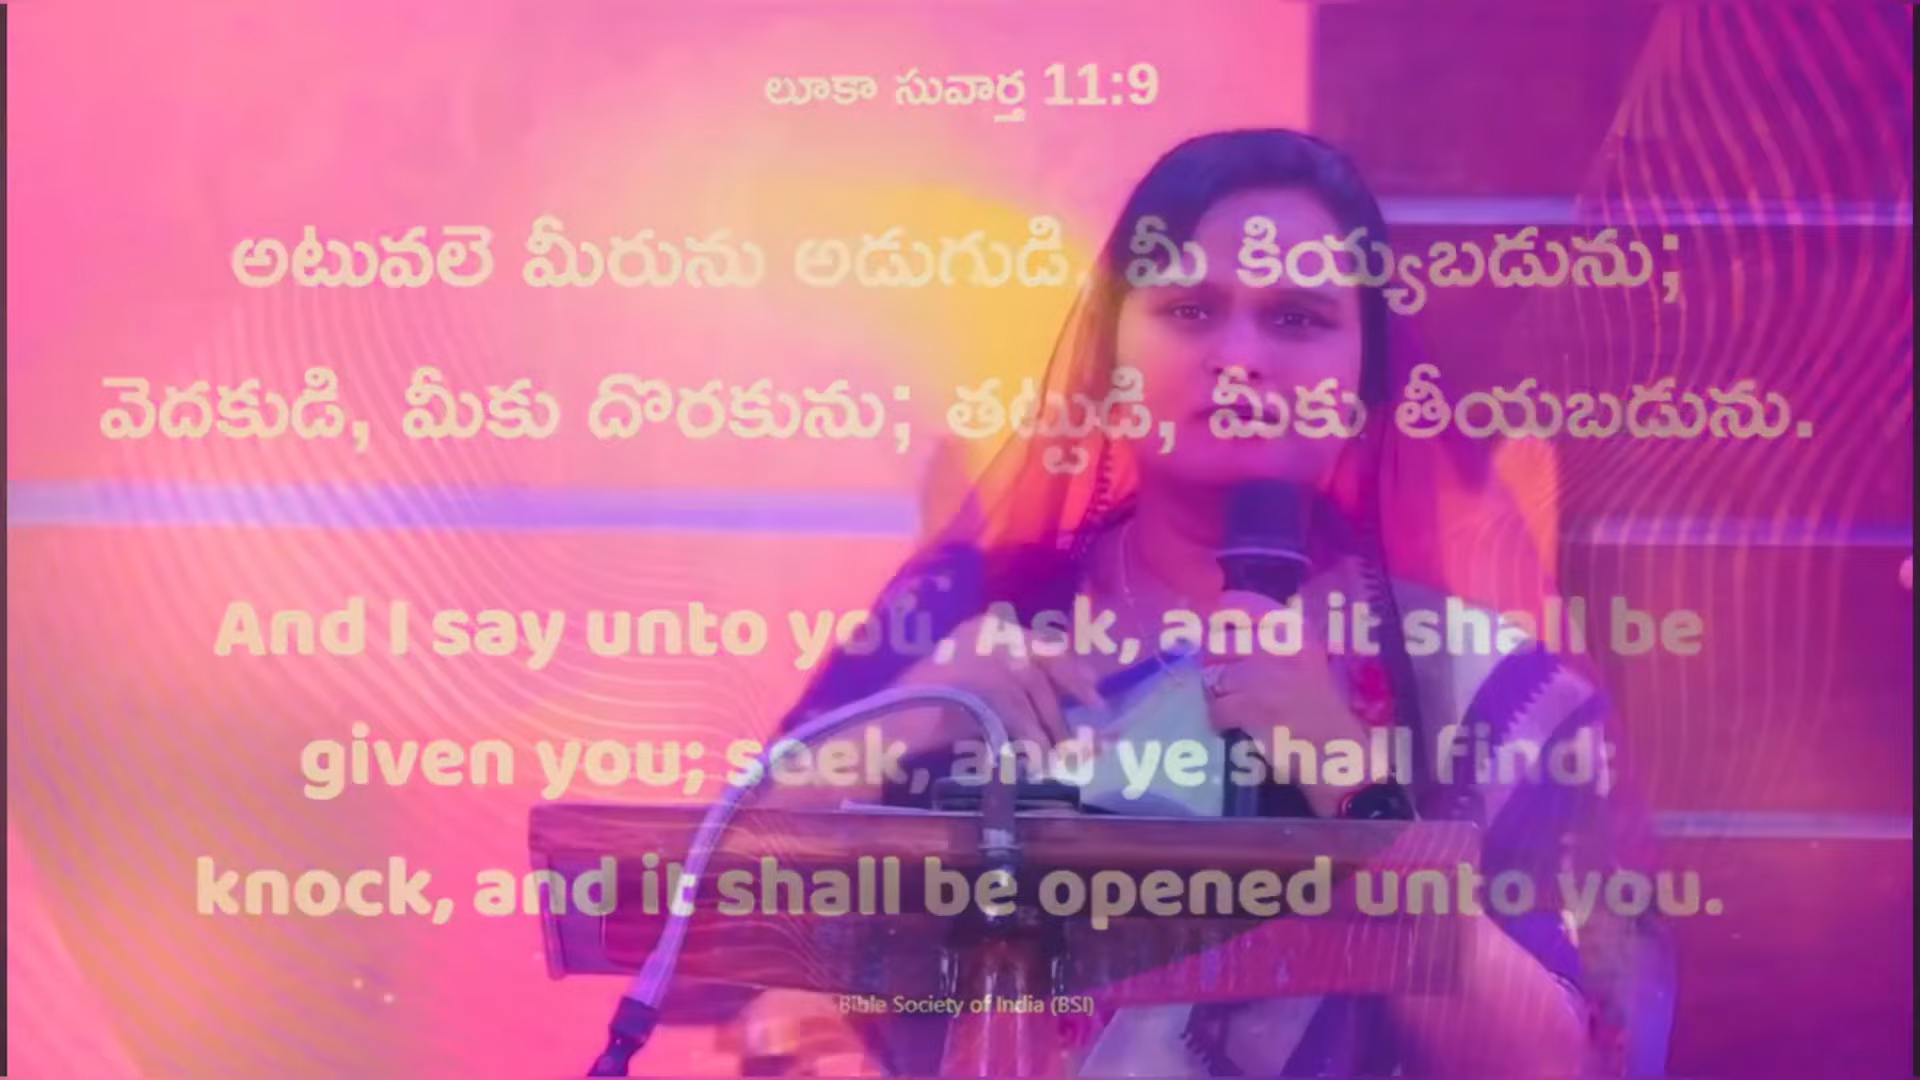 లూకా సువార్త 11:9
అటువలె మీరును అడుగుడి, మీ కియ్యబడును;
వెదకుడి, మీకు దొరకును; తట్టుడి, మీకు తీయబడును.
And I say unto you, Ask, and it shall be
given you; seek, and ye shall find;
knock, and it shall be opened unto you.
Bible Society of India (BSI)